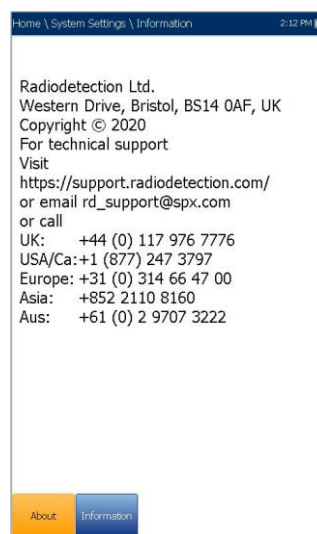 Home \ System Settings \ Information 2:12 PM
Radiodetection Ltd.
Western Drive, Bristol, BS14 0AF, UK
Copyright © 2020
For technical support
Visit
https://support.radiodetection.com/
or email rd_support@spx.com
or call
UK: +44 (0) 117 976 7776
USA/Ca:+1 (877) 247 3797
Europe: +31 (0) 314 66 47 00
Asia: +852 2110 8160
Aus: +61 (0) 2 9707 3222
About Information